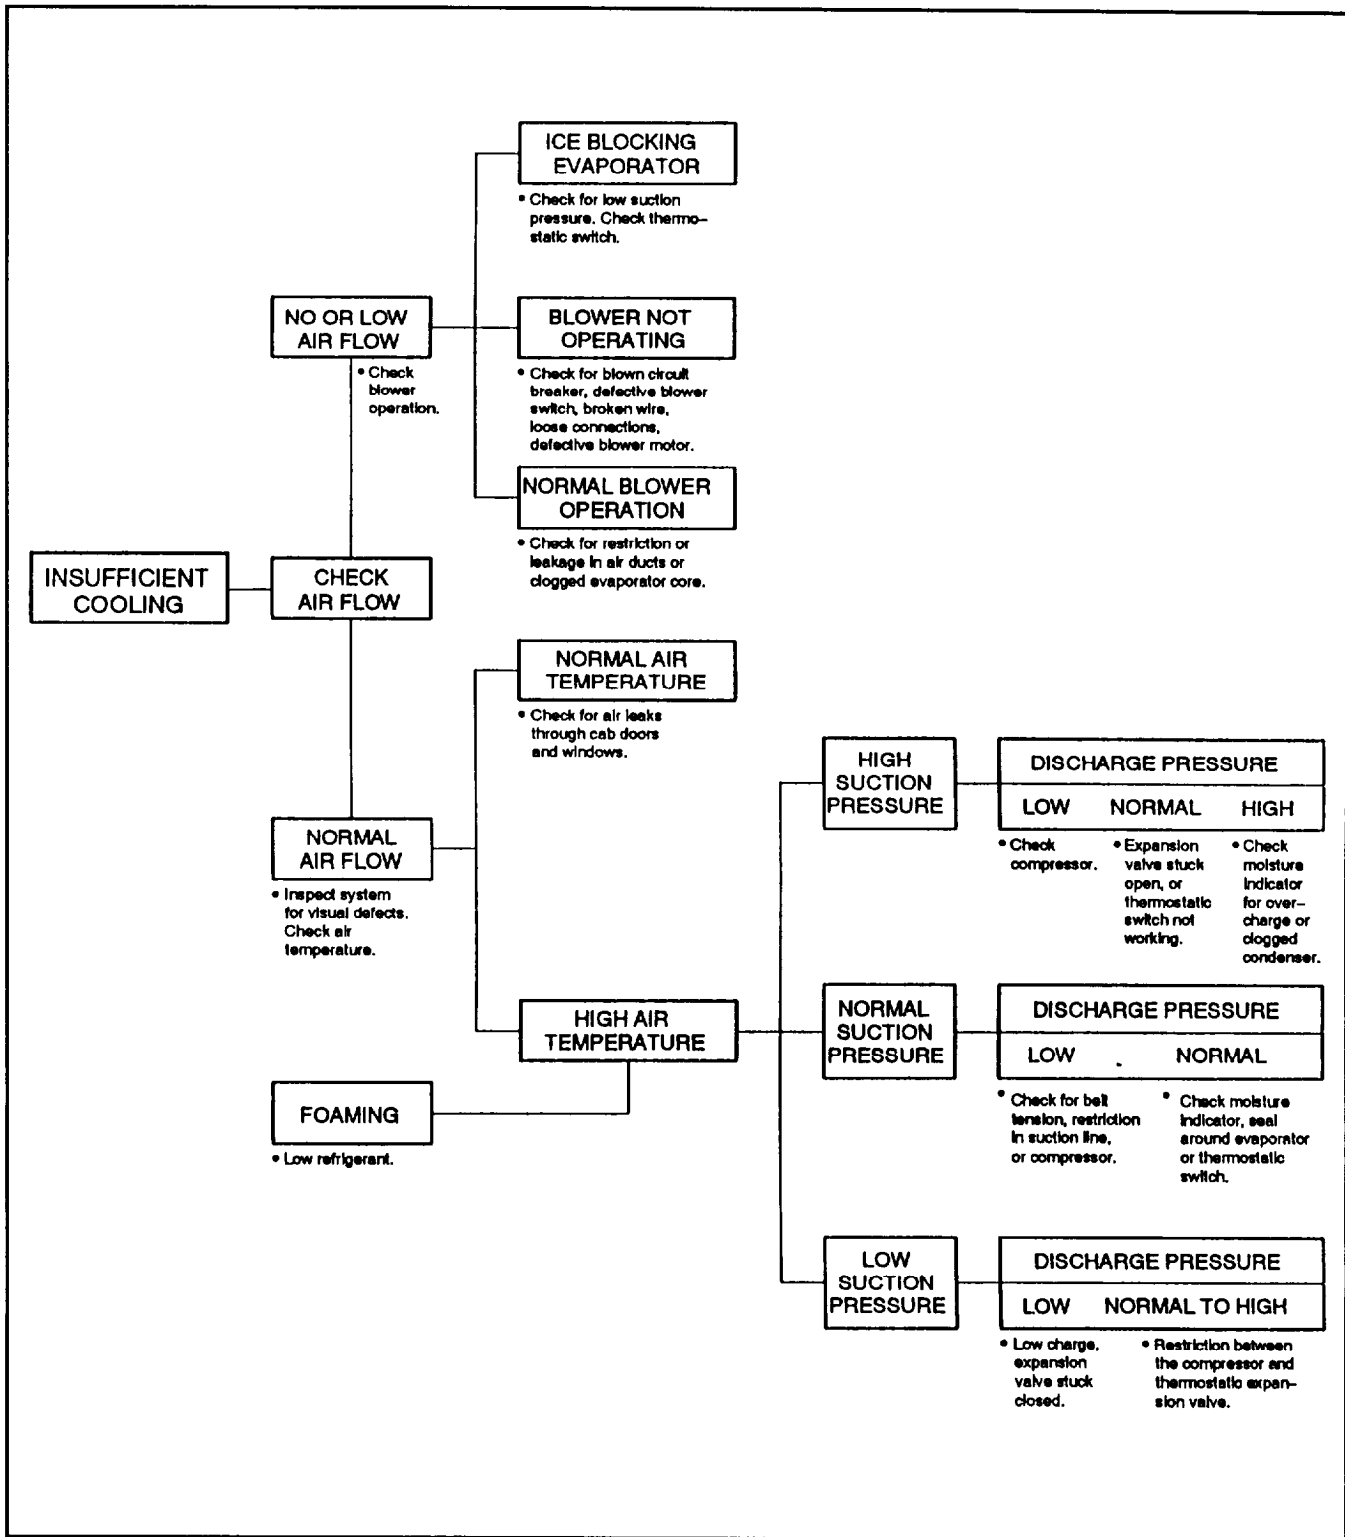 ICE BLOCKING
EVAPORATOR
• Check for low suction
pressure. Check thermo–
static switch.
NO OR LOW
AIR FLOW
• Check
blower
operation.
BLOWER NOT
OPERATING
• Check for blown circuit
breaker, defective blower
switch, broken wire,
loose connections,
defective blower motor.
NORMAL BLOWER
OPERATION
• Check for restriction or
leakage in air ducts or
clogged evaporator core.
INSUFFICIENT
COOLING
CHECK
AIR FLOW
NORMAL AIR
TEMPERATURE
• Check for air leaks
through cab doors
and windows.
NORMAL
AIR FLOW
• Inspect system
for visual defects.
Check air
temperature.
HIGH AIR
TEMPERATURE
FOAMING
• Low refrigerant.
HIGH
SUCTION
PRESSURE
DISCHARGE PRESSURE
LOW NORMAL HIGH
• Check
compressor.
• Expansion
valve stuck
open, or
thermostatic
switch not
working.
• Check
moisture
indicator
for over–
charge or
clogged
condenser.
NORMAL
SUCTION
PRESSURE
DISCHARGE PRESSURE
LOW NORMAL
• Check for belt
tension, restriction
in suction line,
or compressor.
• Check moisture
indicator, seal
around evaporator
or thermostatic
switch.
LOW
SUCTION
PRESSURE
DISCHARGE PRESSURE
LOW NORMAL TO HIGH
• Low charge,
expansion
valve stuck
closed.
• Restriction between
the compressor and
thermostatic expan–
sion valve.